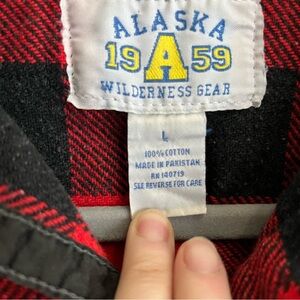 ALASKA
19 A 59
WILDERNESS GEAR
L
100% COTTON
MADE IN PAKISTAN
RN 140719
SEE REVERSE FOR CARE